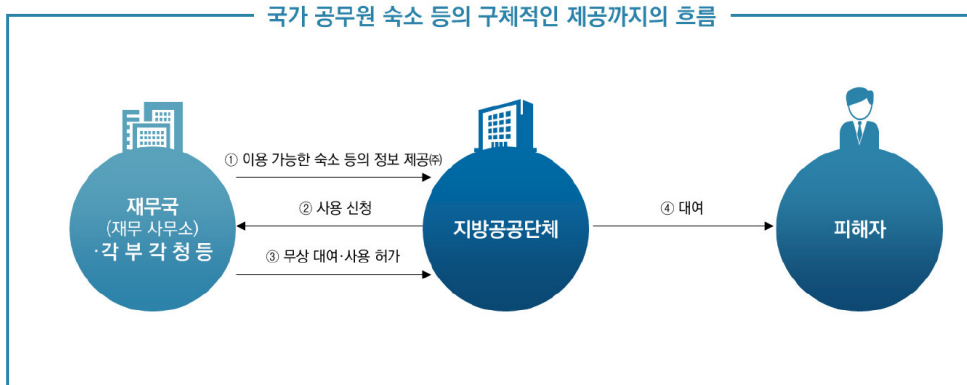 국가 공무원 숙소 등의 구체적인 제공까지의 흐름
① 이용 가능한 숙소 등의 정보 제공㈜
재무국
(재무 사무소)
·각 부 각 청 등
② 사용 신청
③ 무상 대여·사용 허가
지방공공단체
④ 대여
피해자